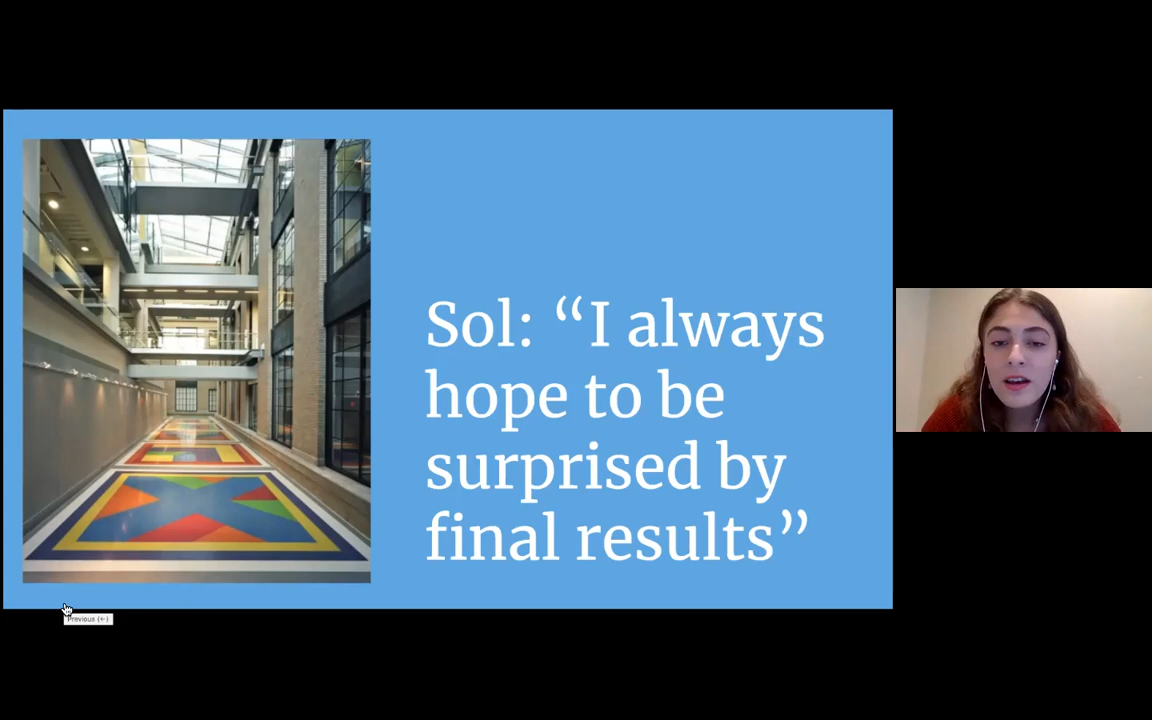 Sol: “I always
hope to be
surprised by
final results”
Previous (←)